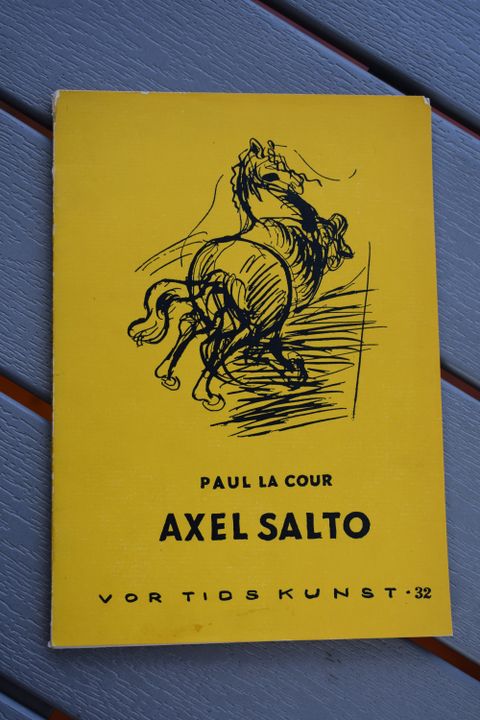 PAUL LA COUR
AXEL SALTO
VOR TIDS KUNST · 32